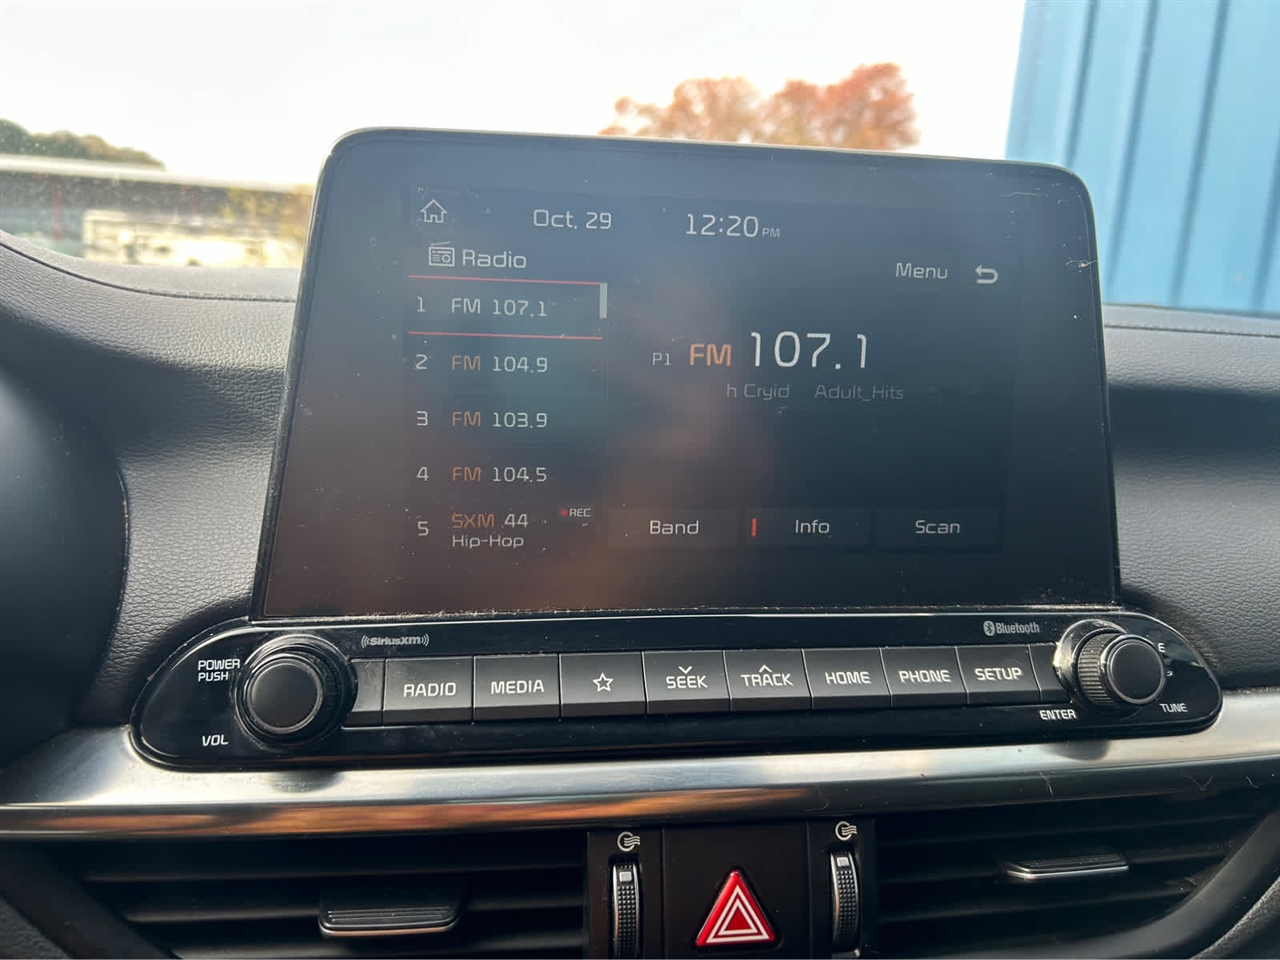 Oct. 29 12:20 PM
Radio
Menu
1 FM 107.1
2 FM 104.9
3 FM 103.9
4 FM 104.5
5 SXM 44 REC
Hip-Hop
P1 FM 107.1
h Cryid Adult_Hits
Band Info Scan
((SiriusXM))
Bluetooth
POWER
PUSH
VOL
RADIO MEDIA SEEK TRACK HOME PHONE SETUP
ENTER
TUNE